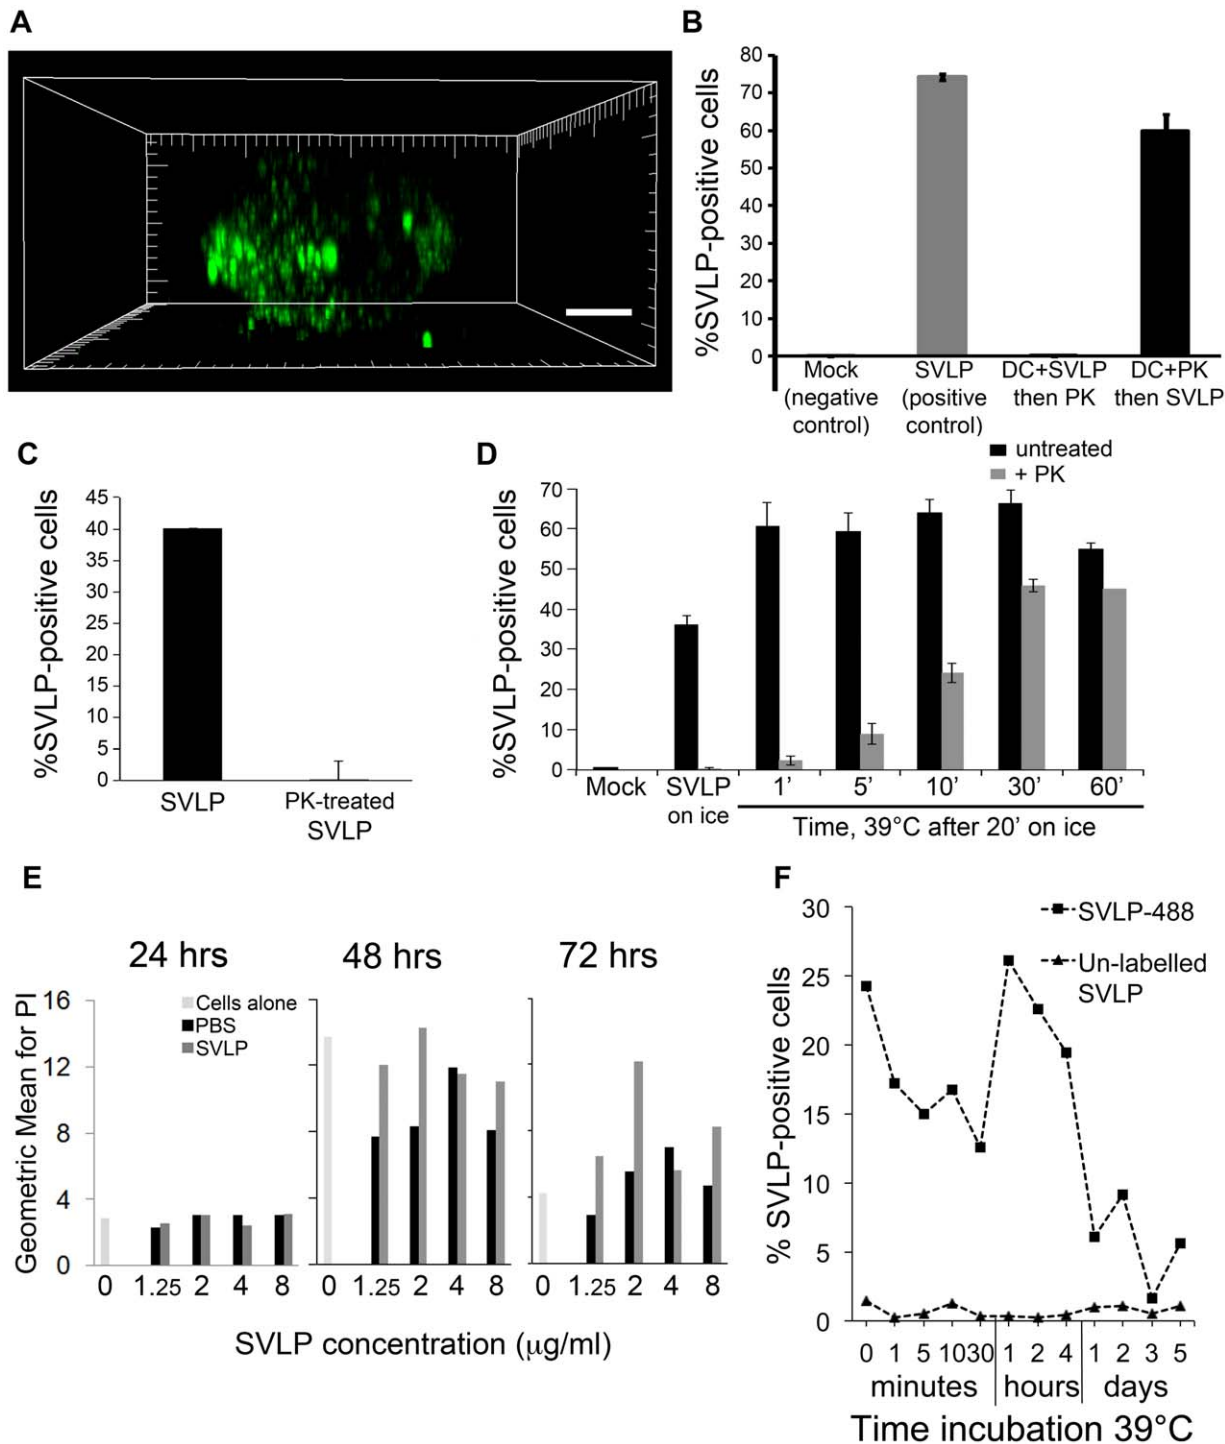 A
B
%SVLP-positive cells
80
70
60
50
40
30
20
10
0
Mock
(negative
control)
SVLP
(positive
control)
DC+SVLP
then PK
DC+PK
then SVLP
C
%SVLP-positive cells
45
40
35
30
25
20
15
10
5
0
SVLP
PK-treated
SVLP
D
untreated
+ PK
%SVLP-positive cells
70
60
50
40
30
20
10
0
Mock
SVLP
on ice
1’ 5’ 10’ 30’ 60’
Time, 39°C after 20’ on ice
E
24 hrs
48 hrs
72 hrs
Cells alone
PBS
SVLP
Geometric Mean for PI
16
12
8
4
0
0 1.25 2 4 8
0 1.25 2 4 8
0 1.25 2 4 8
SVLP concentration (μg/ml)
F
SVLP-488
Un-labelled
SVLP
% SVLP-positive cells
30
25
20
15
10
5
0
0 1 5 10 30 1 2 4 1 2 3 5
minutes hours days
Time incubation 39°C